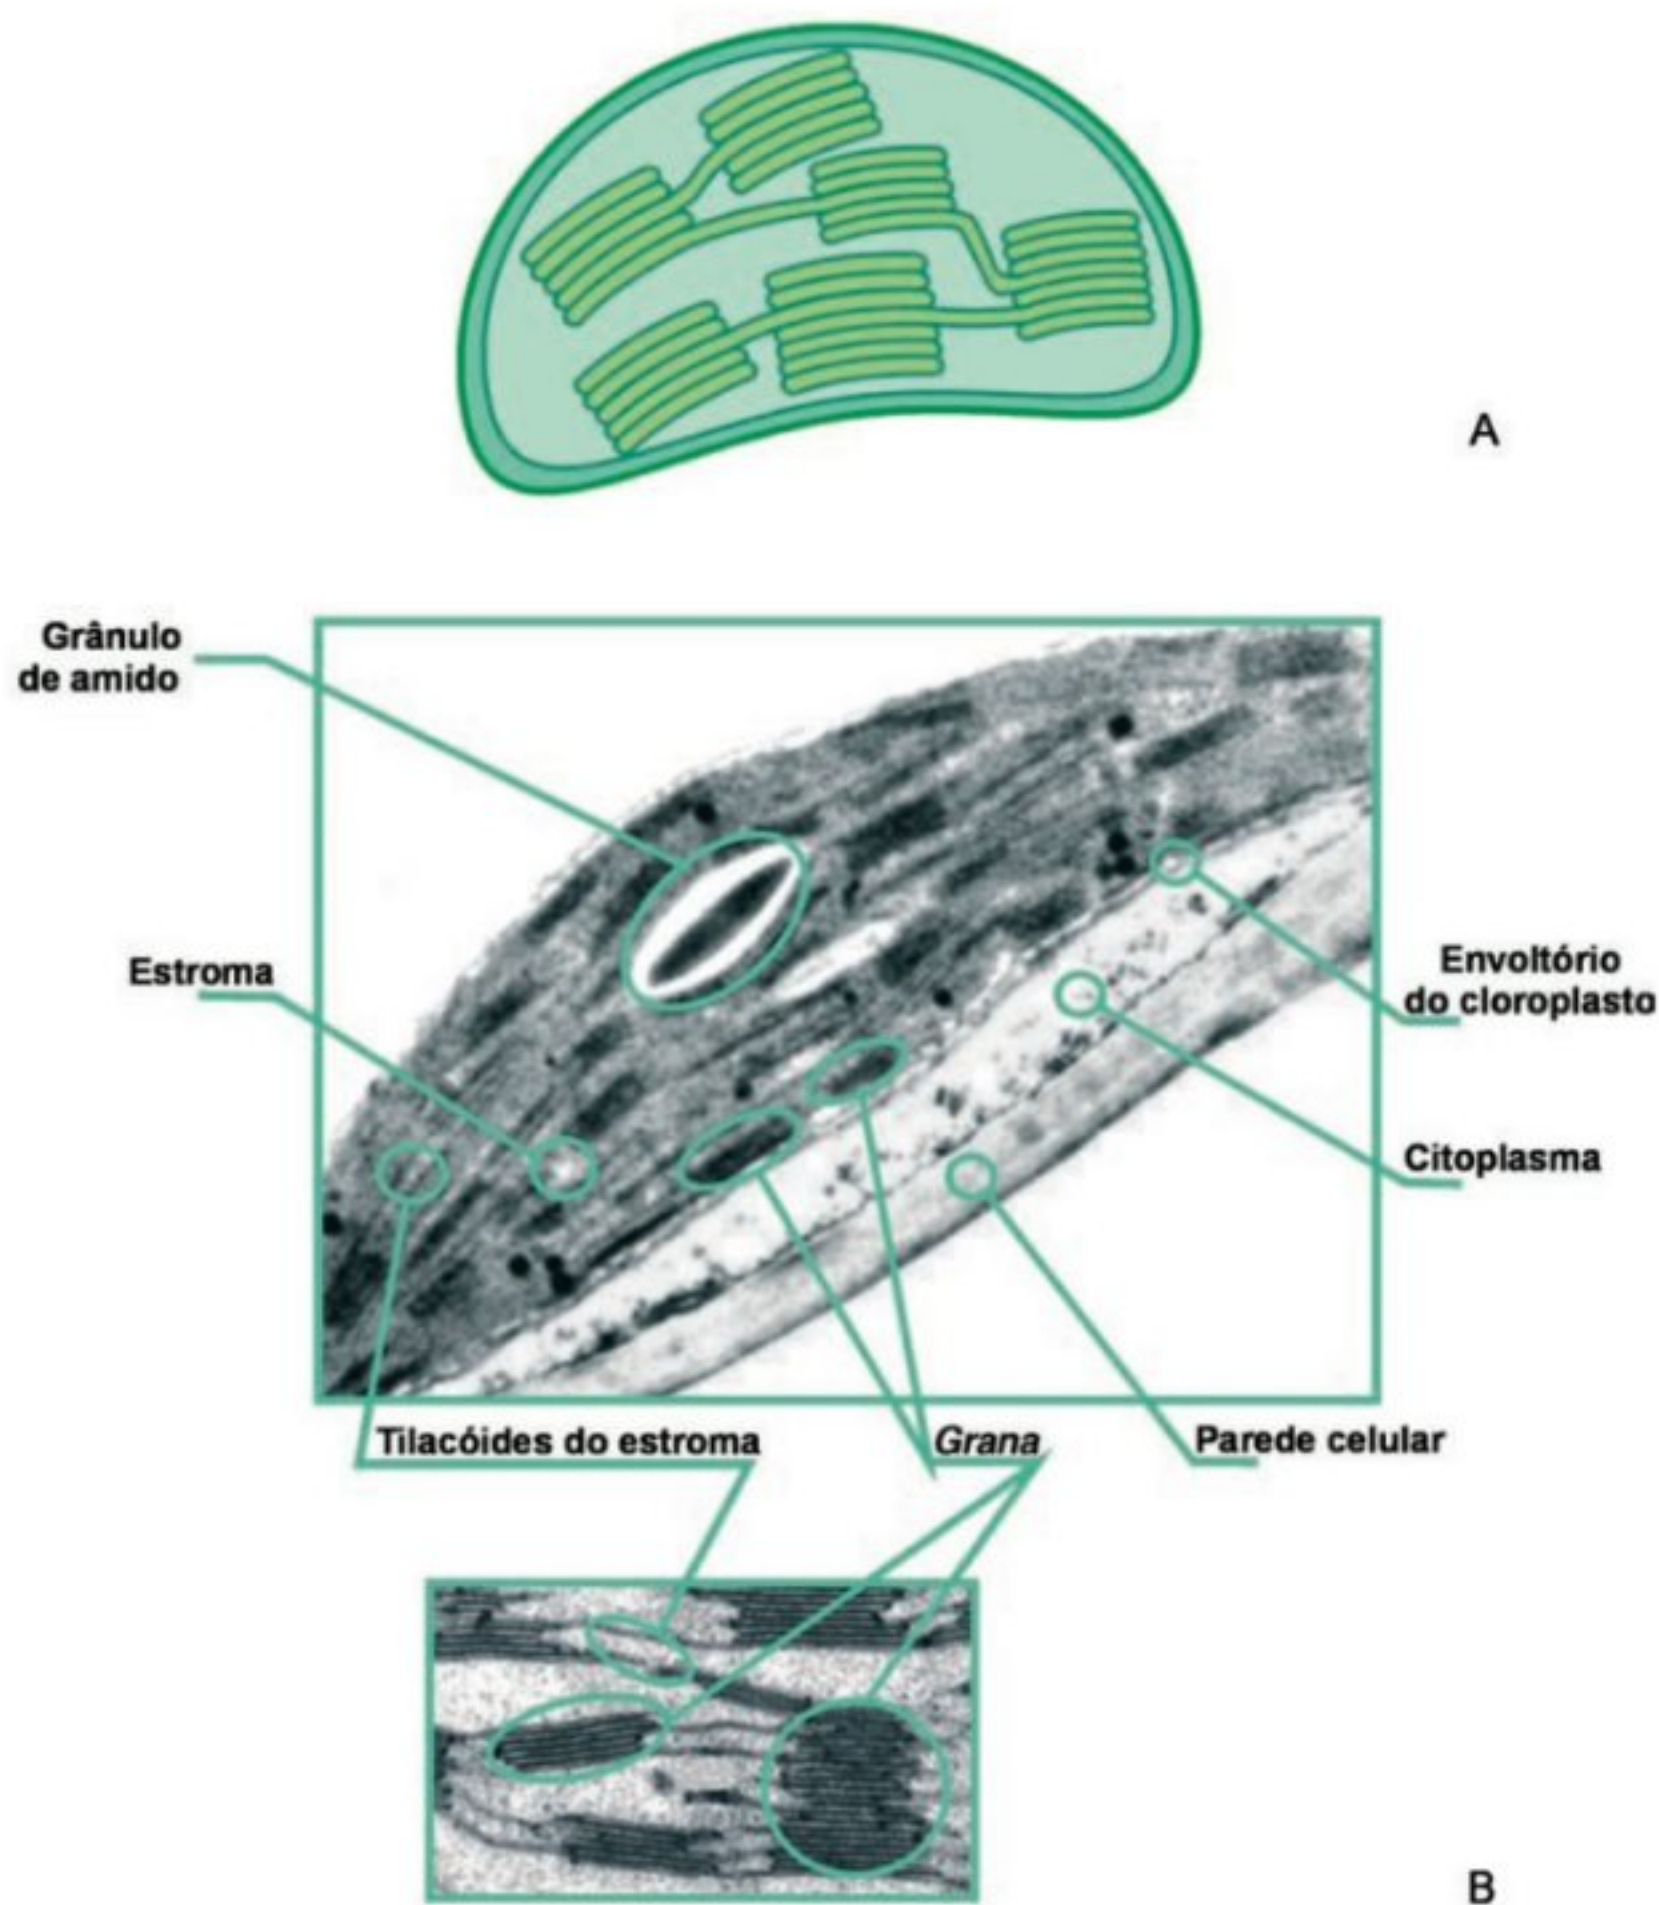 A
Grânulo
de amido
Estroma
Envoltório
do cloroplasto
Citoplasma
Tilacóides do estroma
Grana
Parede celular
B